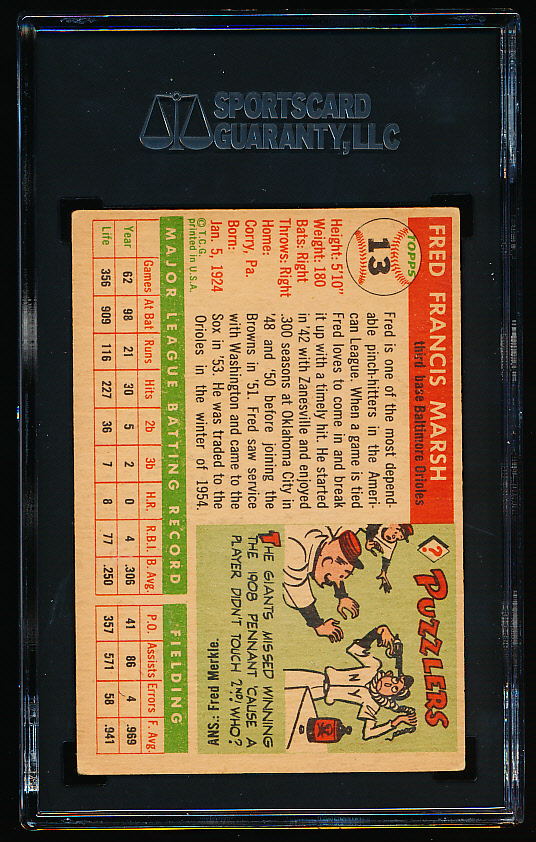 SPORTSCARD
GUARANTY, LLC
TOPPS
13
FRED FRANCIS MARSH
third base Baltimore Orioles
Height: 5'10"
Weight: 180
Bats: Right
Throws: Right
Home:
Corry, Pa.
Born:
Jan. 5, 1924
© T.C.G.
printed in U.S.A.
Fred is one of the most depend-
able pinch-hitters in the Ameri-
can League. When a game is tied
Fred loves to come in and break
it up with a timely hit. He started
in '42 with Zanesville and enjoyed
.300 seasons at Oklahoma City in
'48 and '50 before joining the
Browns in '51. Fred saw service
with Washington and came to the
Sox in '53. He was traded to the
Orioles in the winter of 1954.
? PUZZLERS
NY
THE GIANTS MISSED WINNING
THE 1908 PENNANT 'CAUSE A
PLAYER DIDN'T TOUCH 2ND! WHO?
ANS.: Fred Merkle.
MAJOR LEAGUE BATTING RECORD
FIELDING
Games At Bat Runs Hits 2b 3b H.R. R.B.I. B. Avg. P.O. Assists Errors F. Avg.
Year 62 98 21 30 5 2 0 4 .306 41 86 4 .969
Life 356 909 116 227 36 7 8 77 .250 357 571 58 .941